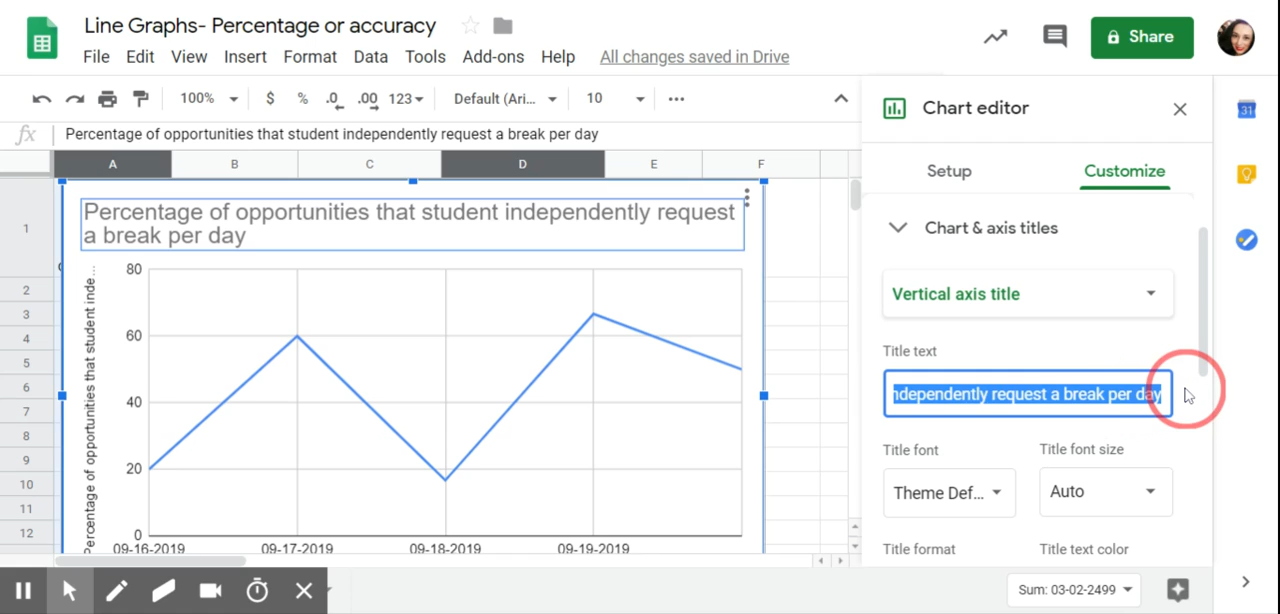 Line Graphs- Percentage or accuracy
File Edit View Insert Format Data Tools Add-ons Help All changes saved in Drive
Share
100% $ % .0 .00 123 Default (Ari... 10
fx Percentage of opportunities that student independently request a break per day
A B C D E F
1
2
3
4
5
6
7
8
9
10
11
12
Percentage of opportunities that student independently request
a break per day
Percentage of opportunities that student inde...
80
60
40
20
0
09-16-2019 09-17-2019 09-18-2019 09-19-2019
Chart editor
Setup Customize
Chart & axis titles
Vertical axis title
Title text
ndependently request a break per day
Title font Title font size
Theme Def... Auto
Title format Title text color
31
Sum: 03-02-2499